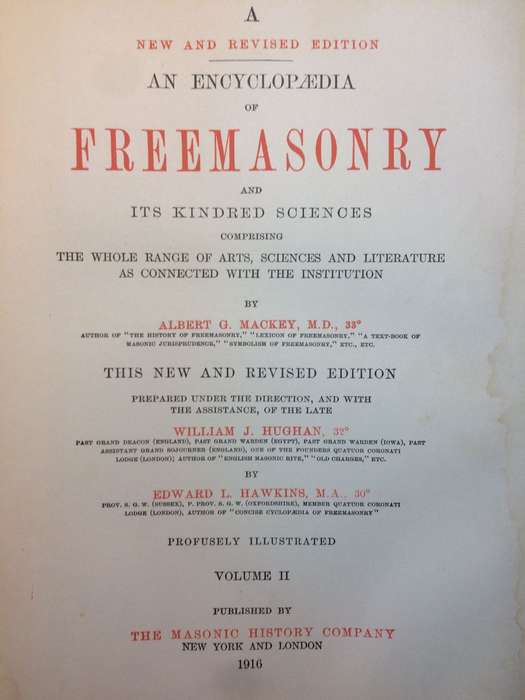 A
NEW AND REVISED EDITION
AN ENCYCLOPÆDIA
OF
FREEMASONRY
AND
ITS KINDRED SCIENCES
COMPRISING
THE WHOLE RANGE OF ARTS, SCIENCES AND LITERATURE
AS CONNECTED WITH THE INSTITUTION
BY
ALBERT G. MACKEY, M.D., 33°
AUTHOR OF "THE HISTORY OF FREEMASONRY," "LEXICON OF FREEMASONRY," "A TEXT-BOOK OF
MASONIC JURISPRUDENCE," "SYMBOLISM OF FREEMASONRY," ETC., ETC.
THIS NEW AND REVISED EDITION
PREPARED UNDER THE DIRECTION, AND WITH
THE ASSISTANCE, OF THE LATE
WILLIAM J. HUGHAN, 32°
PAST GRAND DEACON (ENGLAND), PAST GRAND WARDEN (EGYPT), PAST GRAND WARDEN (IOWA), PAST
ASSISTANT GRAND SOJOURNER (ENGLAND), ONE OF THE FOUNDERS QUATUOR CORONATI
LODGE (LONDON); AUTHOR OF "ENGLISH MASONIC RITE," "OLD CHARGES," ETC.
BY
EDWARD L. HAWKINS, M.A., 30°
PROV. S. G. W. (SUSSEX), P. PROV. S. G. W. (OXFORDSHIRE), MEMBER QUATUOR CORONATI
LODGE (LONDON), AUTHOR OF "CONCISE CYCLOPÆDIA OF FREEMASONRY"
PROFUSELY ILLUSTRATED
VOLUME II
PUBLISHED BY
THE MASONIC HISTORY COMPANY
NEW YORK AND LONDON
1916